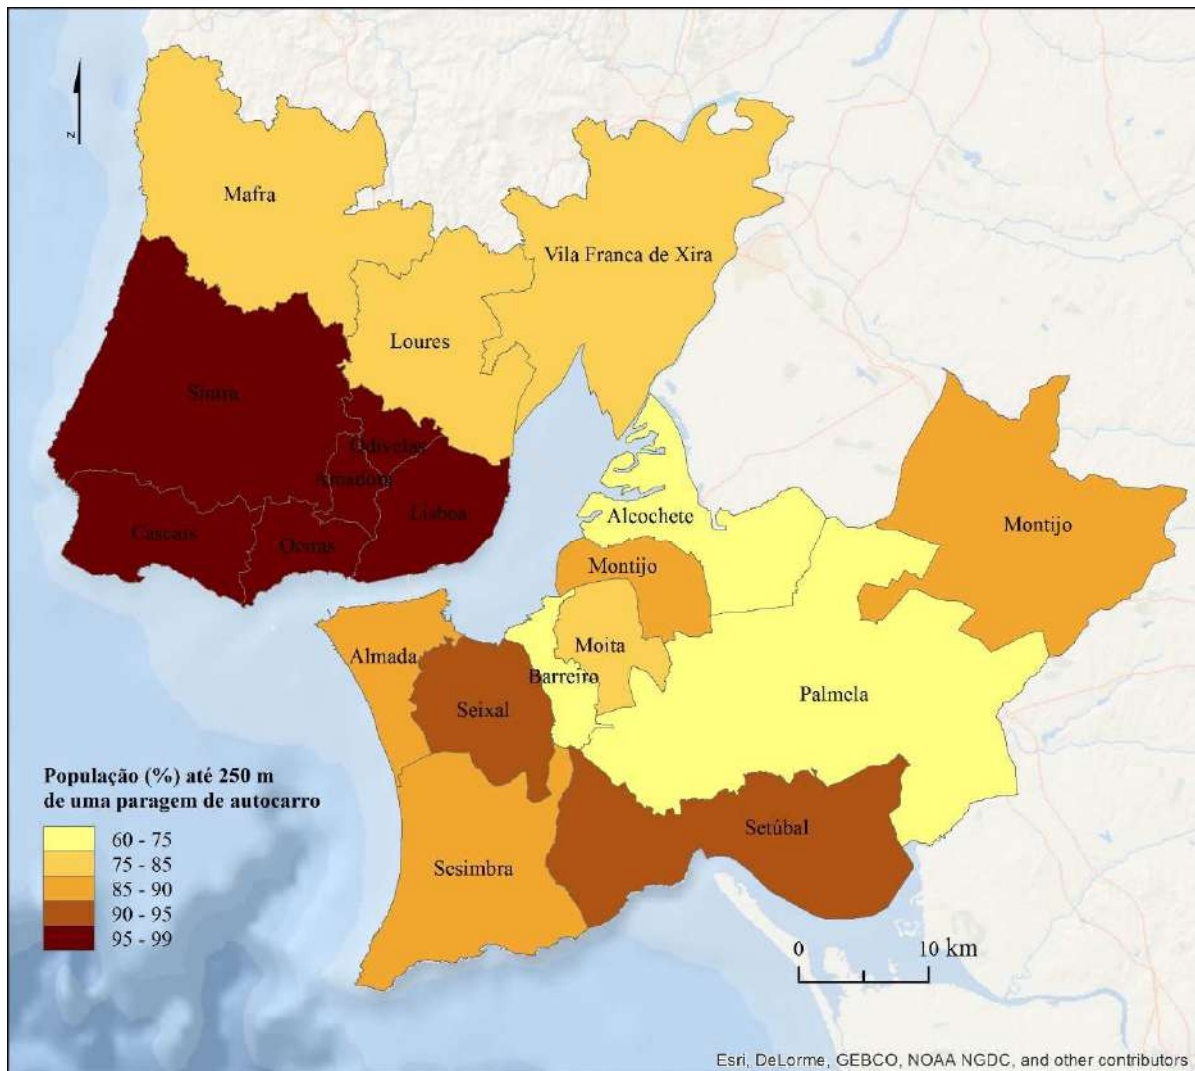 z
Mafra
Vila Franca de Xira
Loures
Sintra
Odivelas
Amadora
Lisboa
Cascais
Oeiras
Alcochete
Montijo
Montijo
Almada
Moita
Barreiro
Seixal
Palmela
Setúbal
Sesimbra
População (%) até 250 m
de uma paragem de autocarro
60 - 75
75 - 85
85 - 90
90 - 95
95 - 99
0 10 km
Esri, DeLorme, GEBCO, NOAA NGDC, and other contributors